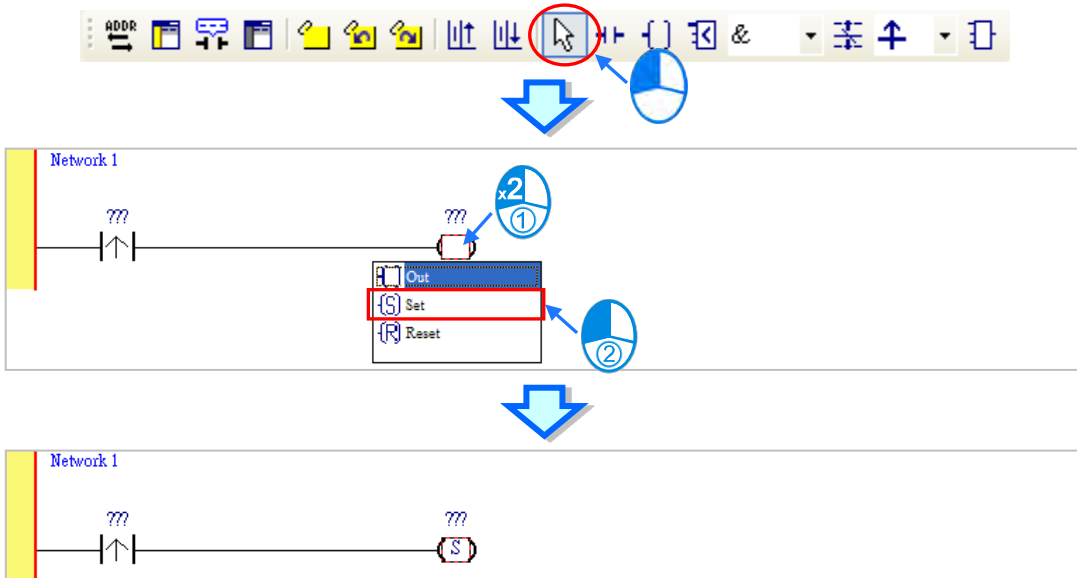 ADDR
&
Network 1
??? ???
x2
①
Out
(S) Set
(R) Reset
②
Network 1
??? ???
(S)